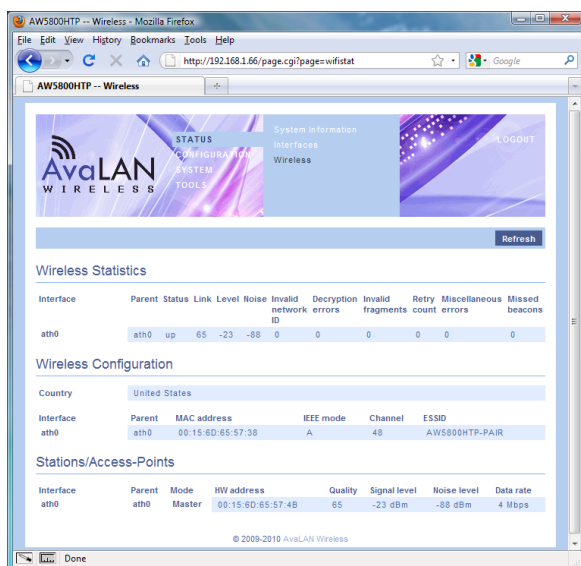 AW5800HTP -- Wireless - Mozilla Firefox
File Edit View History Bookmarks Tools Help
http://192.168.1.66/page.cgi?page=wifistat
Google
AW5800HTP -- Wireless
AvaLAN
WIRELESS
STATUS
CONFIGURATION
SYSTEM
TOOLS
System Information
Interfaces
Wireless
LOGOUT
Refresh
Wireless Statistics
Interface Parent Status Link Level Noise Invalid network ID Decryption errors Invalid fragments Retry count Miscellaneous errors Missed beacons
ath0 ath0 up 65 -23 -88 0 0 0 0 0 0
Wireless Configuration
Country United States
Interface Parent MAC address IEEE mode Channel ESSID
ath0 ath0 00:15:6D:65:57:38 A 48 AW5800HTP-PAIR
Stations/Access-Points
Interface Parent Mode HW address Quality Signal level Noise level Data rate
ath0 ath0 Master 00:15:6D:65:57:4B 65 -23 dBm -88 dBm 4 Mbps
© 2009-2010 AvaLAN Wireless
Done